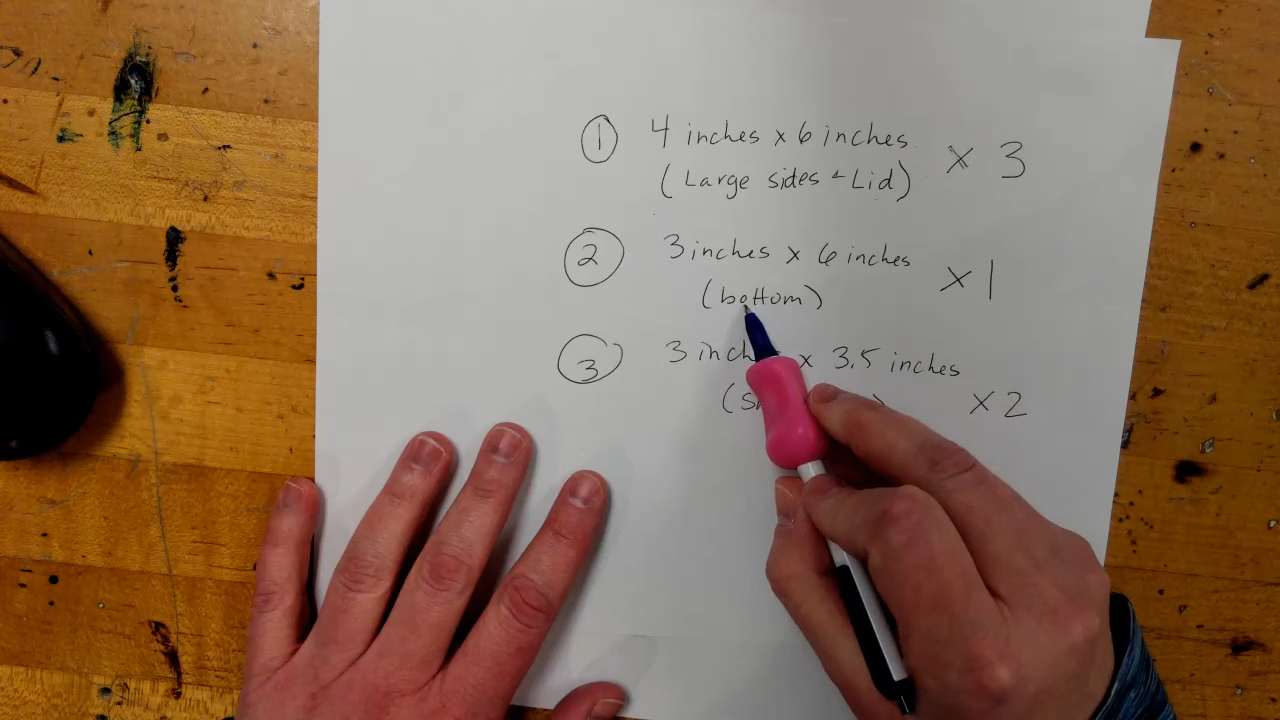 ① 4 inches x 6 inches
(Large sides + Lid) x 3
② 3 inches x 6 inches
(bottom) x 1
③ 3 inches x 3.5 inches
x 2